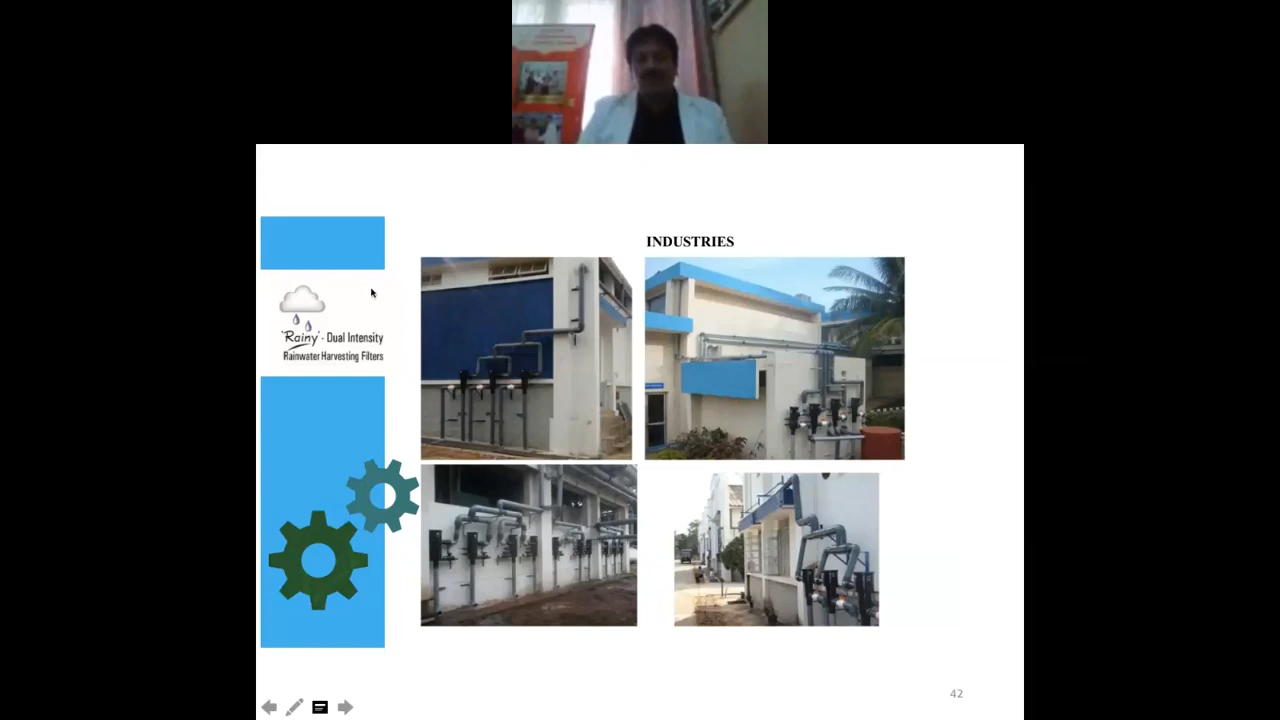 INDUSTRIES
'Rainy' - Dual Intensity
Rainwater Harvesting Filters
42